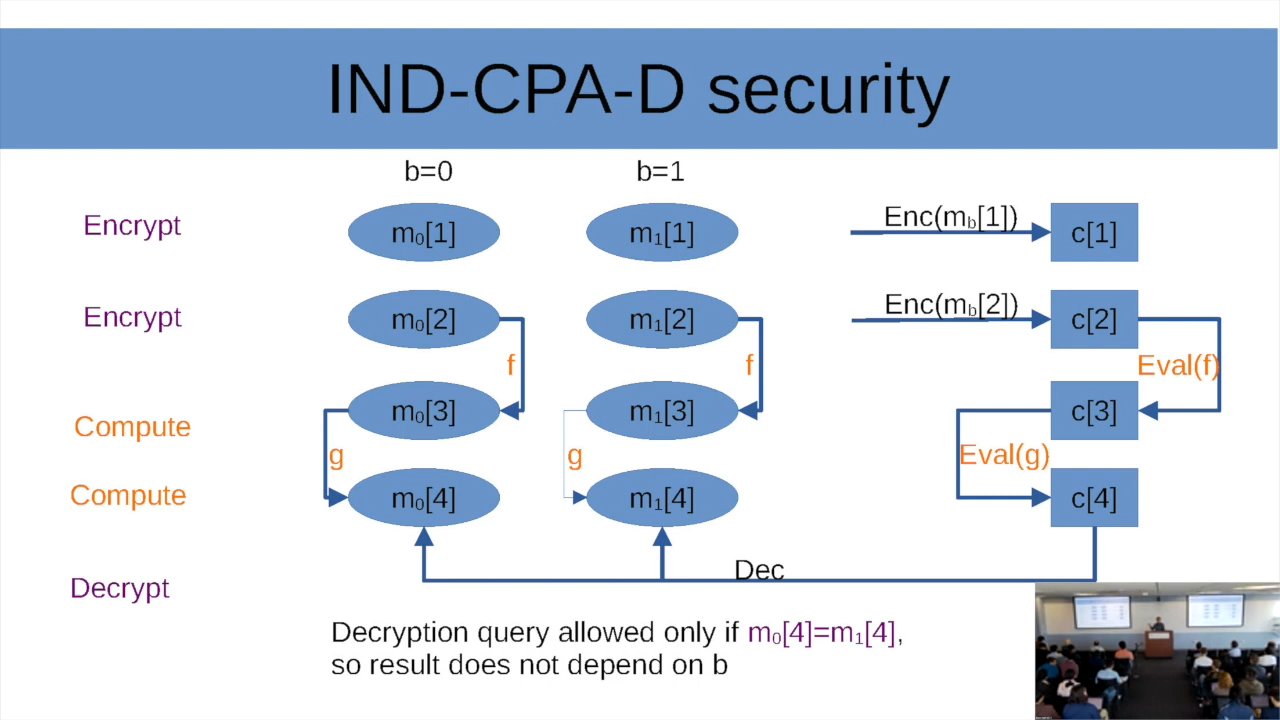 IND-CPA-D security
b=0 b=1
Encrypt m₀[1] m₁[1] Enc(m_b[1]) c[1]
Encrypt m₀[2] m₁[2] Enc(m_b[2]) c[2]
f f Eval(f)
Compute m₀[3] m₁[3] c[3]
g g Eval(g)
Compute m₀[4] m₁[4] c[4]
Decrypt Dec
Decryption query allowed only if m₀[4]=m₁[4],
so result does not depend on b